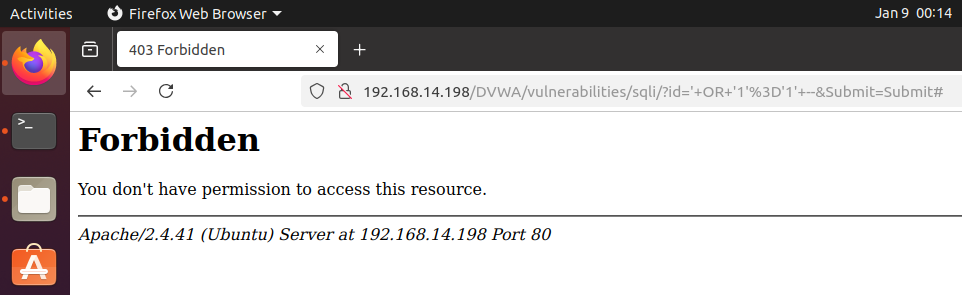 Activities Firefox Web Browser Jan 9 00:14
403 Forbidden
192.168.14.198/DVWA/vulnerabilities/sqli/?id='+OR+'1'%3D'1'+--&Submit=Submit#
Forbidden
You don't have permission to access this resource.
Apache/2.4.41 (Ubuntu) Server at 192.168.14.198 Port 80